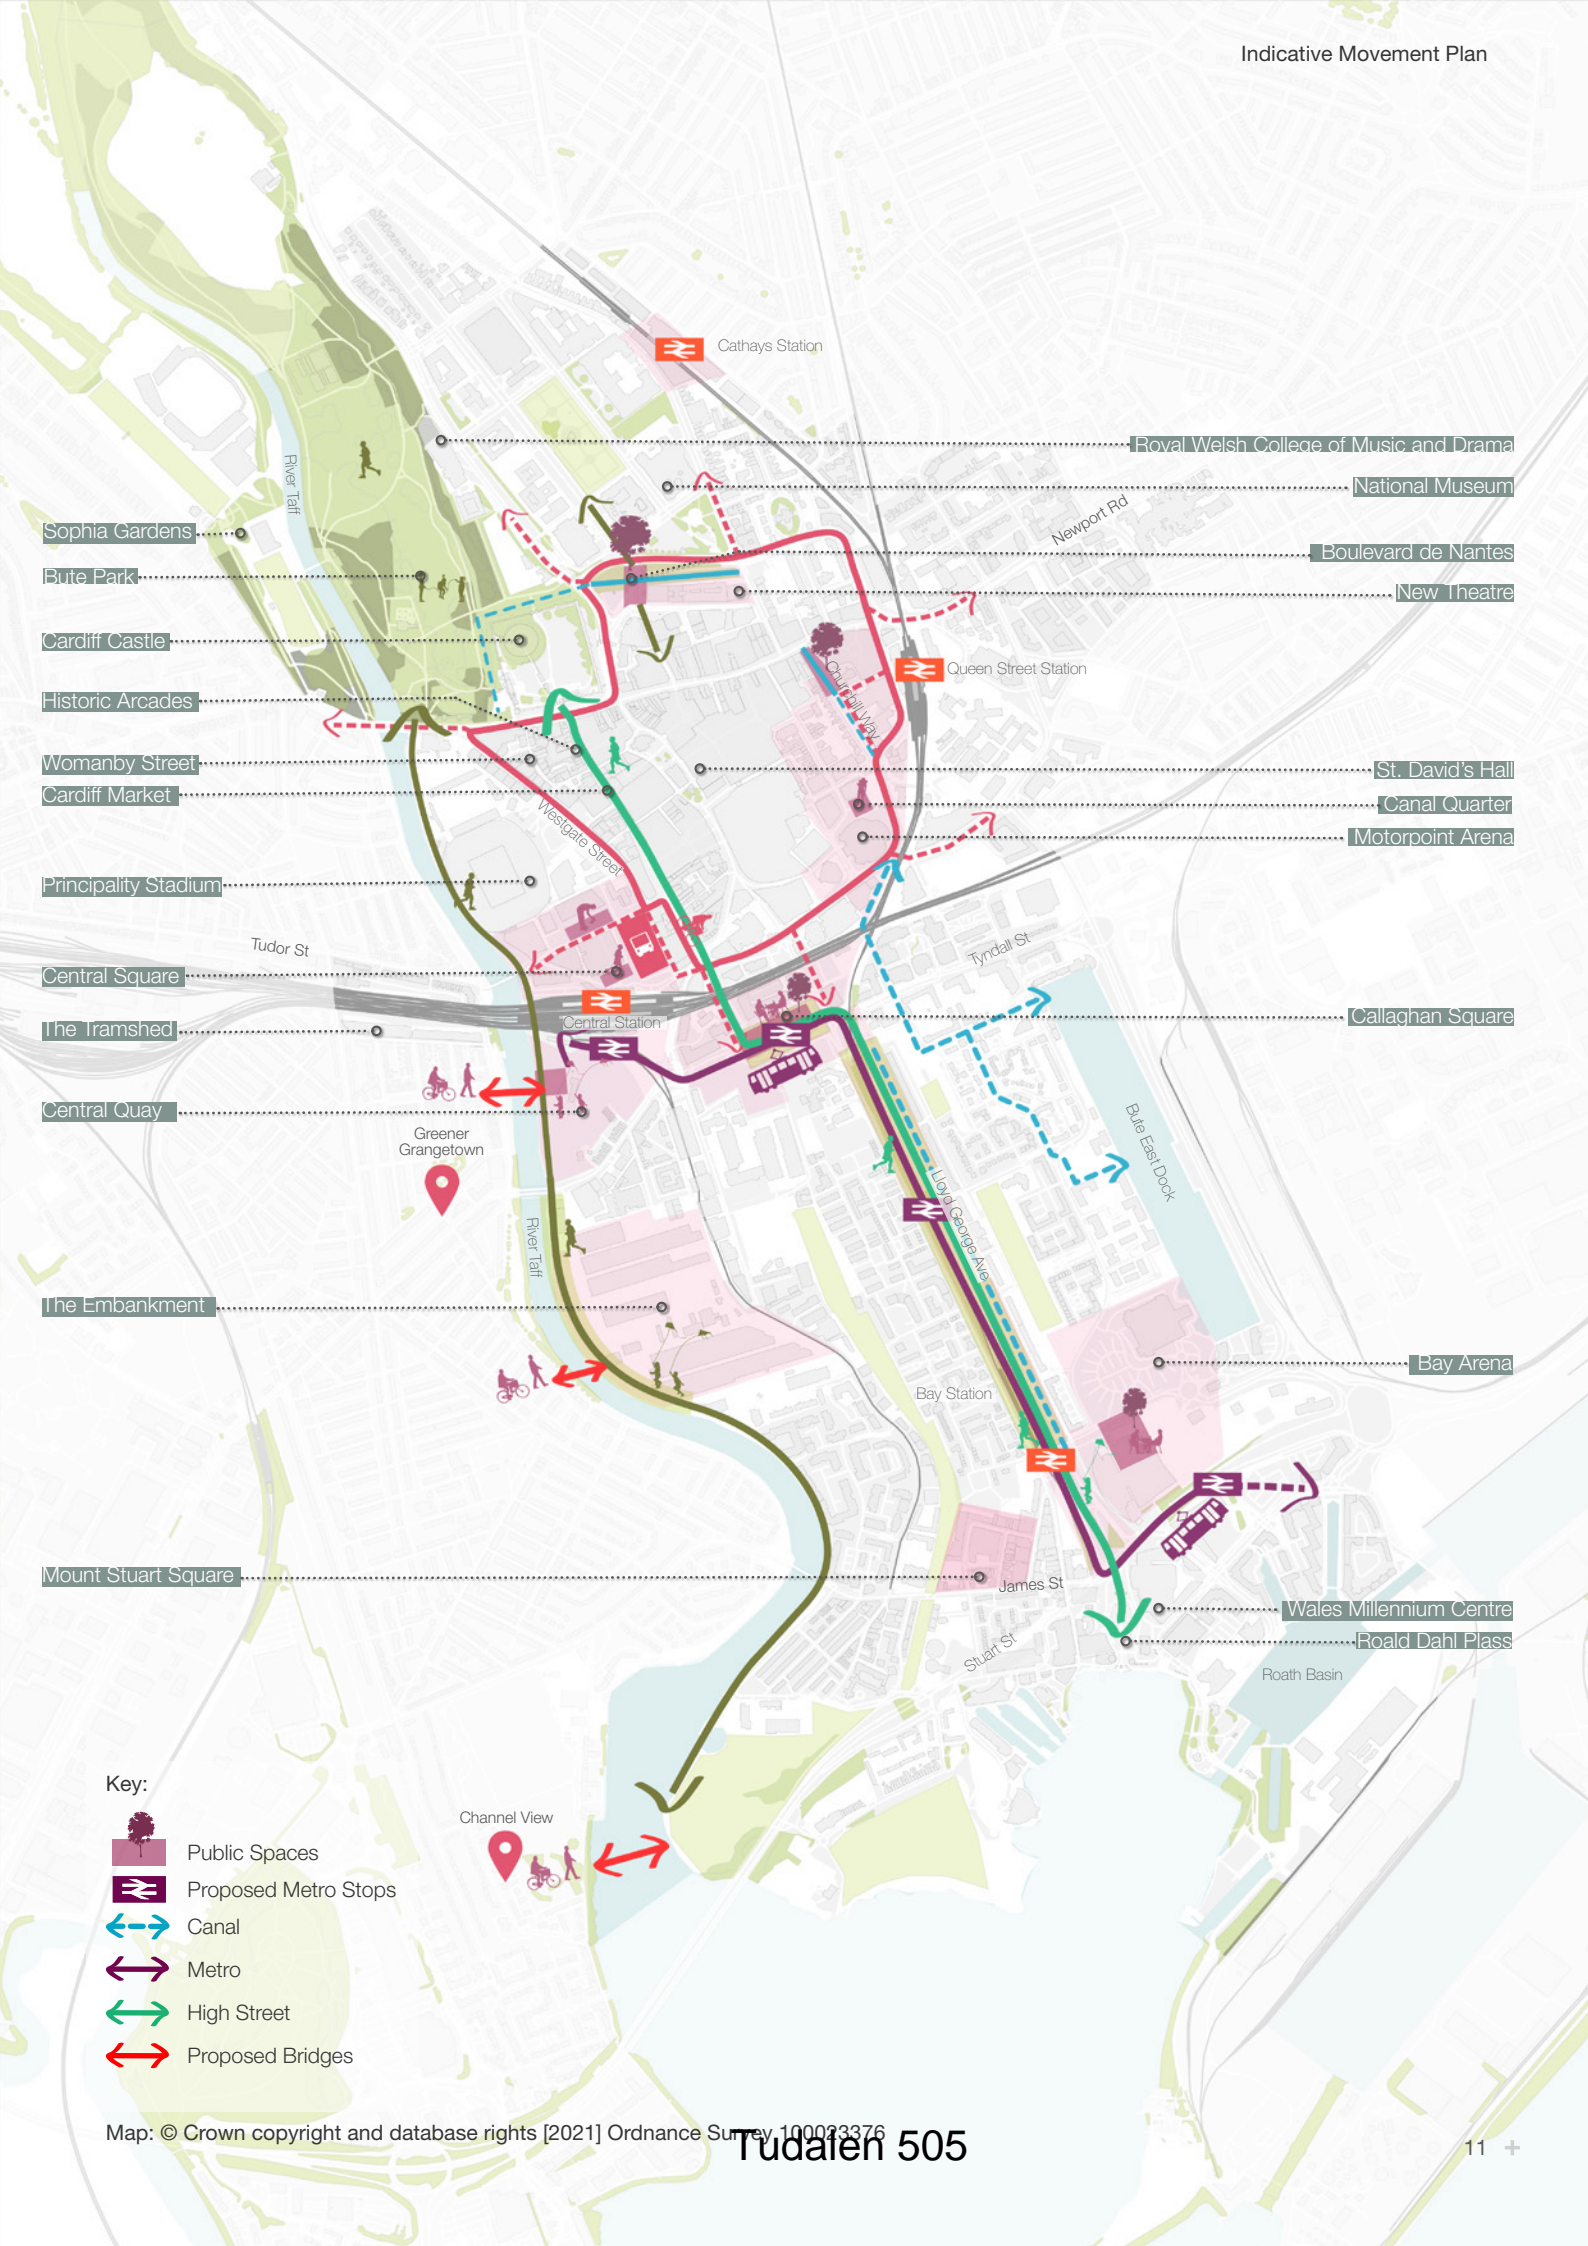 Indicative Movement Plan
Cathays Station
Royal Welsh College of Music and Drama
National Museum
Newport Rd
River Taff
Sophia Gardens
Boulevard de Nantes
Bute Park
New Theatre
Cardiff Castle
Queen Street Station
Churchill Way
Historic Arcades
Womanby Street
St. David's Hall
Cardiff Market
Canal Quarter
Westgate Street
Motorpoint Arena
Principality Stadium
Tudor St
Tyndall St
Central Square
Central Station
Callaghan Square
The Tramshed
Central Quay
Greener
Grangetown
Bute East Dock
Lloyd George Ave
River Taff
The Embankment
Bay Arena
Bay Station
Mount Stuart Square
James St
Wales Millennium Centre
Stuart St
Roald Dahl Plass
Roath Basin
Channel View
Key:
Public Spaces
Proposed Metro Stops
Canal
Metro
High Street
Proposed Bridges
Map: © Crown copyright and database rights [2021] Ordnance Survey 100023376
Tudalen 505
11 +